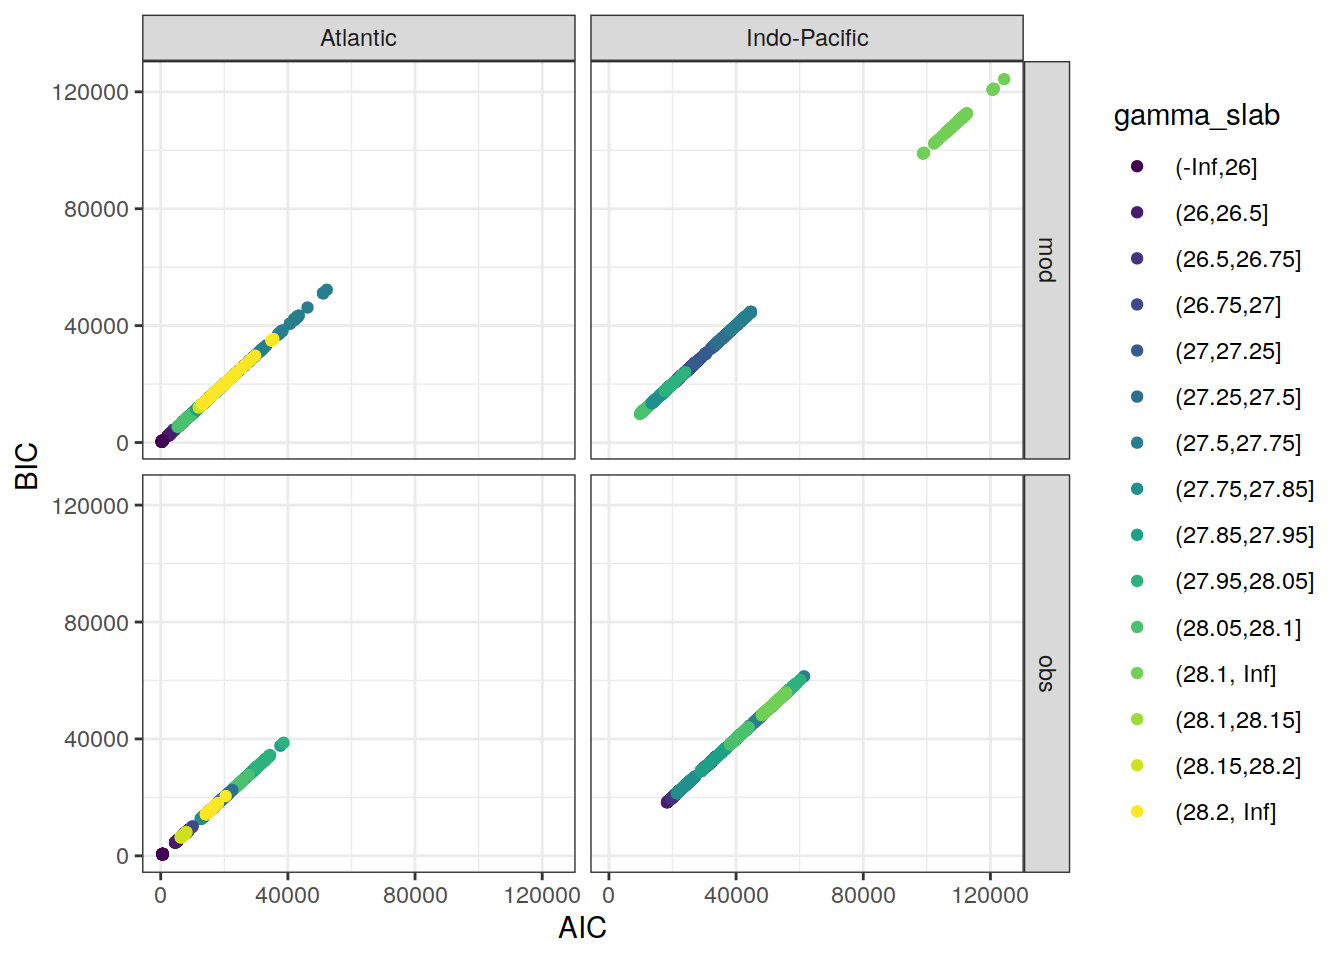 Atlantic
Indo-Pacific
120000
80000
40000
0
mod
BIC
120000
80000
40000
0
obs
0
40000
80000
120000
0
40000
80000
120000
AIC
gamma_slab
(-Inf,26]
(26,26.5]
(26.5,26.75]
(26.75,27]
(27,27.25]
(27.25,27.5]
(27.5,27.75]
(27.75,27.85]
(27.85,27.95]
(27.95,28.05]
(28.05,28.1]
(28.1, Inf]
(28.1,28.15]
(28.15,28.2]
(28.2, Inf]